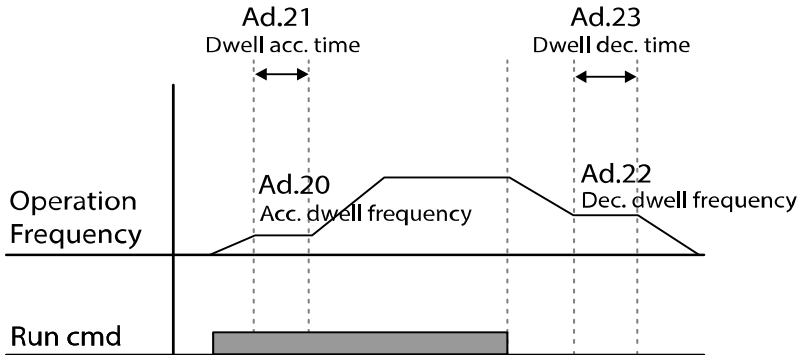 Ad.21
Dwell acc. time
Ad.23
Dwell dec. time
Ad.20
Acc. dwell frequency
Ad.22
Dec. dwell frequency
Operation
Frequency
Run cmd